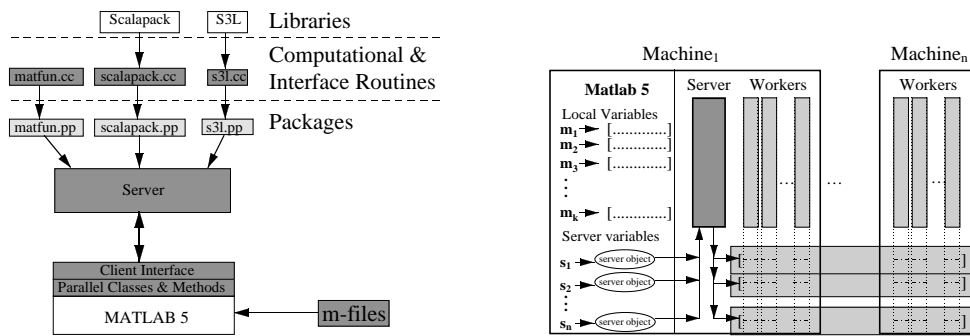 Scalapack
S3L
Libraries
Computational &
Interface Routines
matfun.cc
scalapack.cc
s3l.cc
Packages
matfun.pp
scalapack.pp
s3l.pp
Server
Client Interface
Parallel Classes & Methods
MATLAB 5
m-files
Machine1
Machinen
Matlab 5
Server
Workers
Workers
Local Variables
m1 [.............]
m2 [.............]
m3 [.............]
mk [.............]
Server variables
s1 server object [ ]
s2 server object [ ]
sn server object [ ]
... ... ...